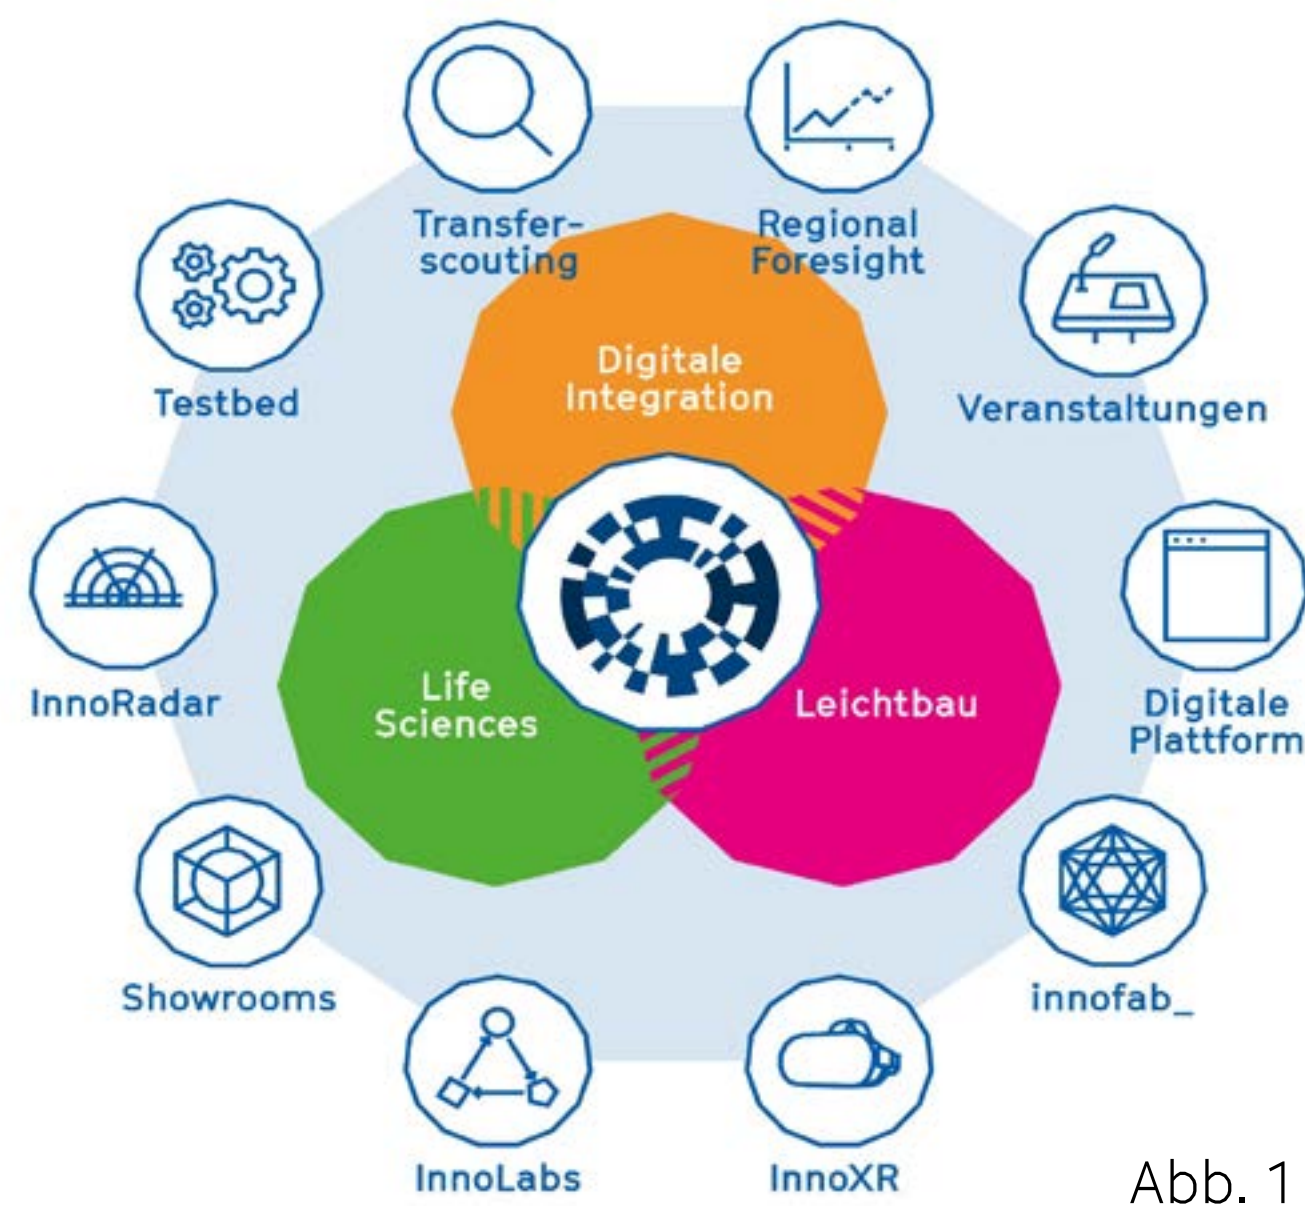 Transfer-
scouting
Regional
Foresight
Testbed
Digitale
Integration
Veranstaltungen
InnoRadar
Life
Sciences
Leichtbau
Digitale
Plattform
Showrooms
innofab_
InnoLabs
InnoXR
Abb. 1